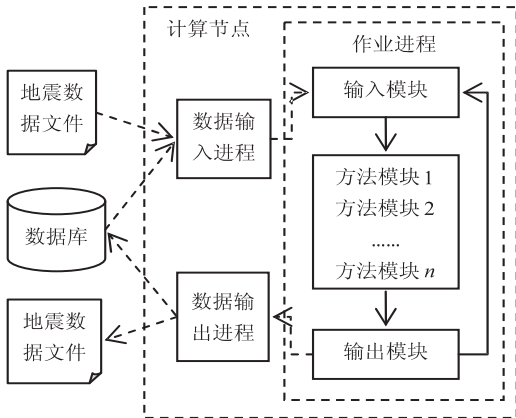 计算节点
作业进程
地震数
据文件
数据输
入进程
输入模块
方法模块 1
方法模块 2
……
方法模块 n
数据库
地震数
据文件
数据输
出进程
输出模块